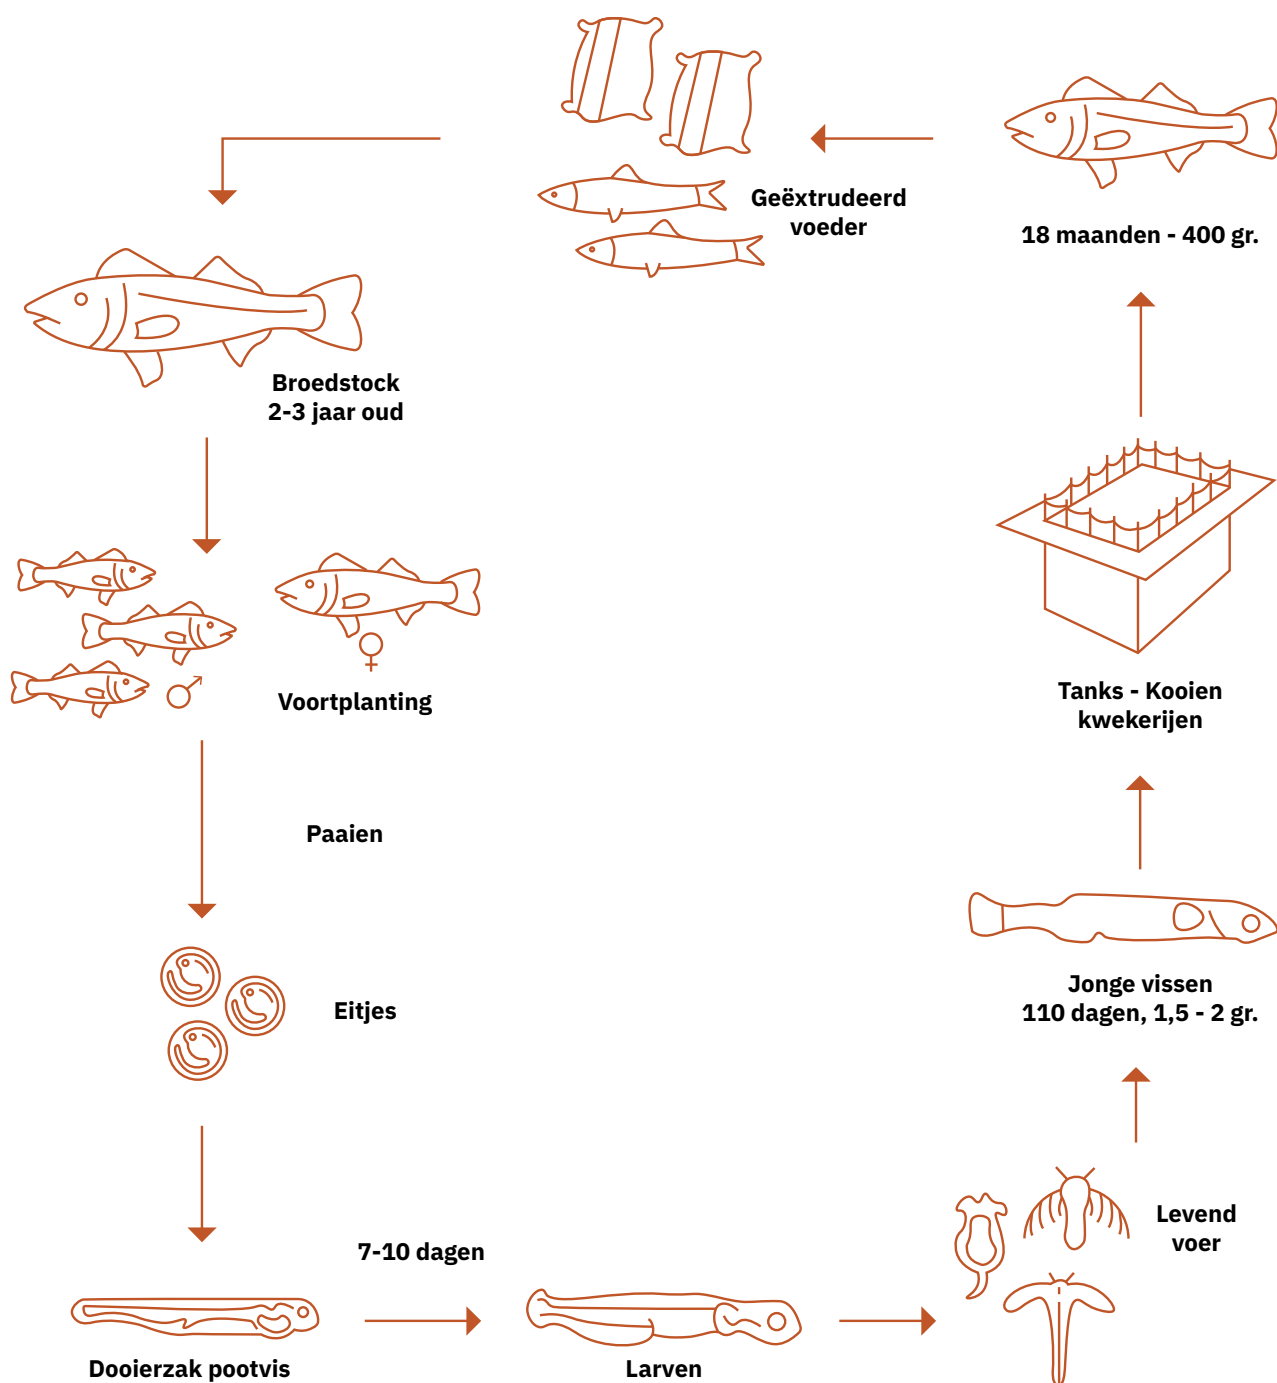 Geëxtrudeerd
voeder
18 maanden - 400 gr.
Broedstock
2-3 jaar oud
Voortplanting
Tanks - Kooien
kwekerijen
Paaien
Eitjes
Jonge vissen
110 dagen, 1,5 - 2 gr.
Levend
voer
7-10 dagen
Dooierzak pootvis
Larven